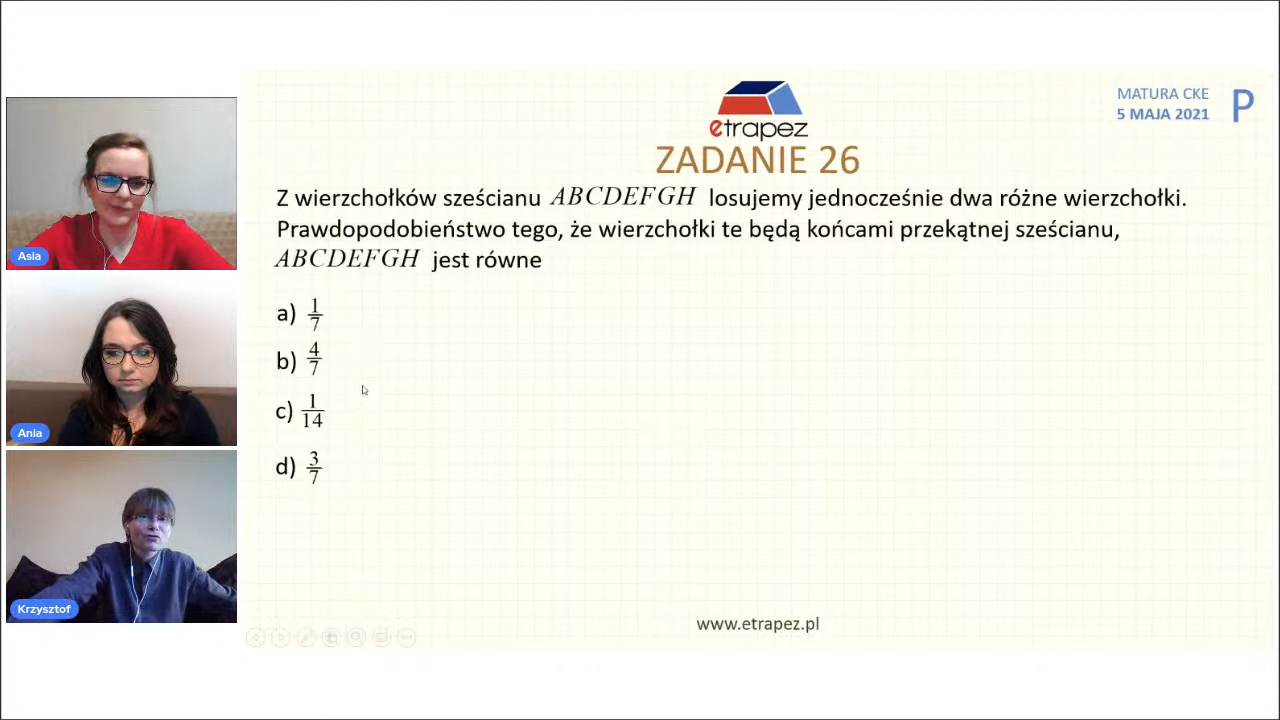 etrapez
MATURA CKE
5 MAJA 2021
P
ZADANIE 26
Z wierzchołków sześcianu ABCDEFGH losujemy jednocześnie dwa różne wierzchołki.
Prawdopodobieństwo tego, że wierzchołki te będą końcami przekątnej sześcianu,
ABCDEFGH jest równe
a) 1/7
b) 4/7
c) 1/14
d) 3/7
Asia
Ania
Krzysztof
www.etrapez.pl